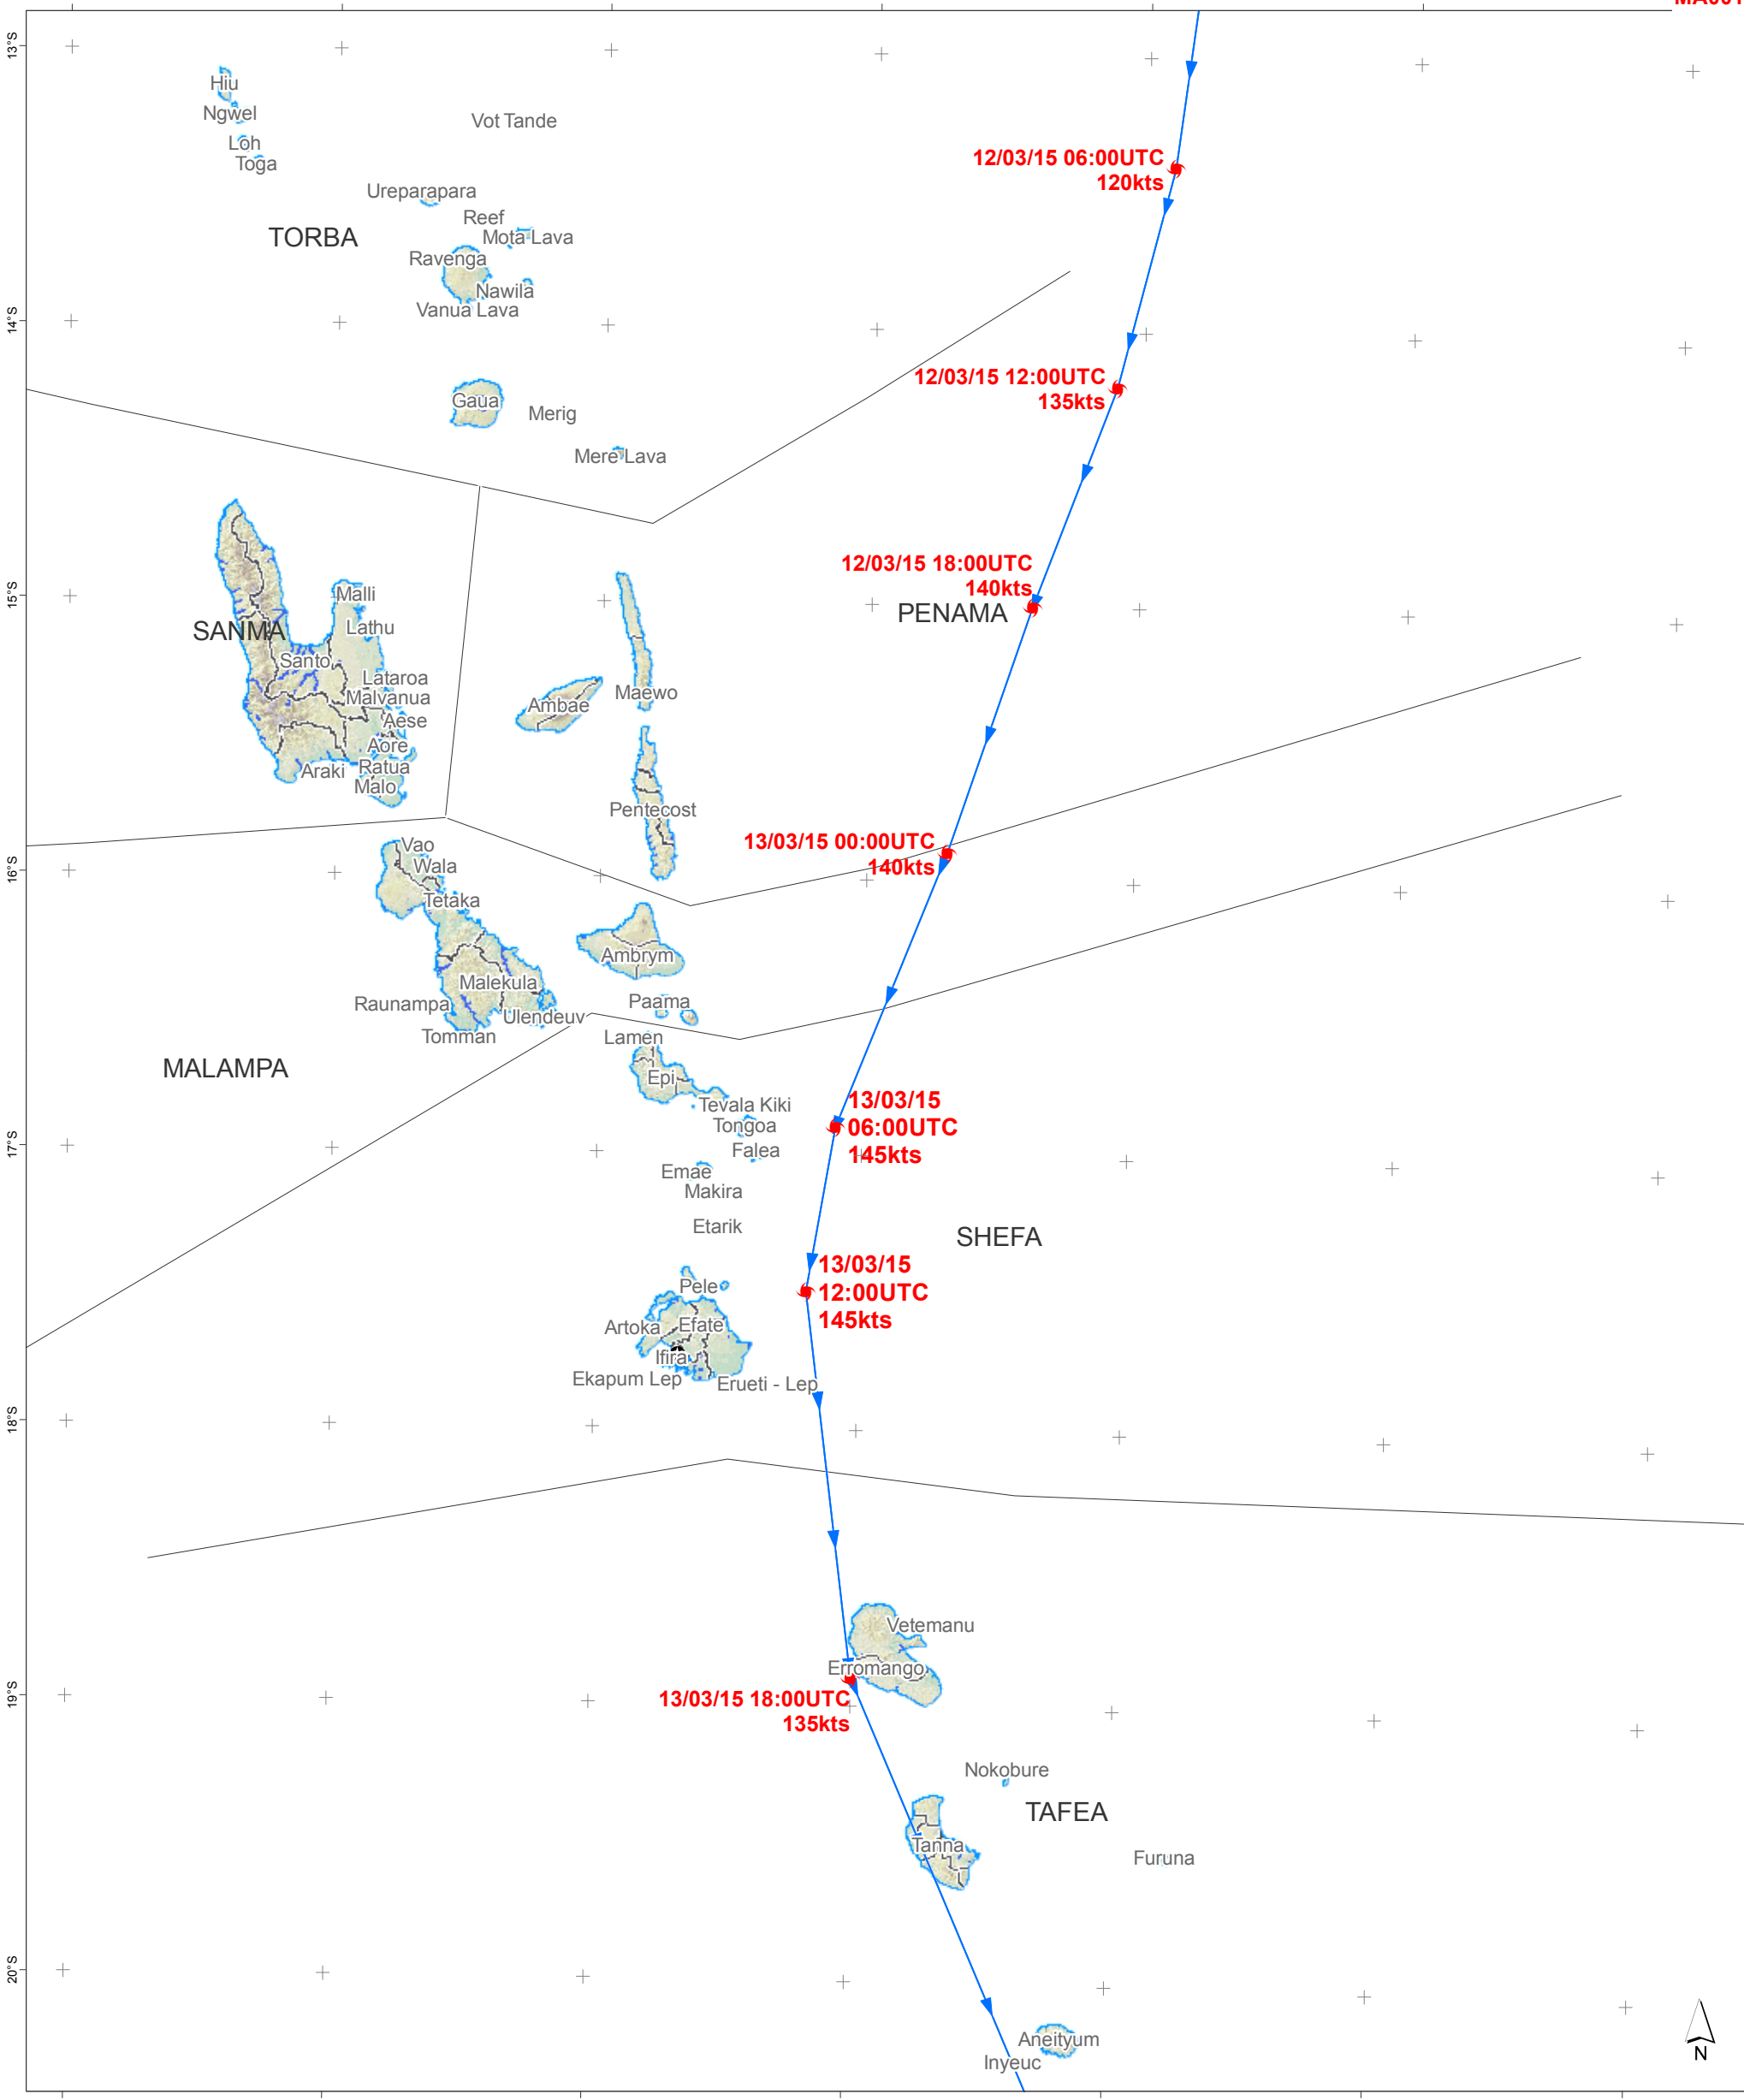 13°S
Hiu
Ngwel
Vot Tande
Loh
Toga
12/03/15 06:00UTC
120kts
Ureparapara
Reef
TORBA
Mota Lava
Ravenga
Nawila
Vanua Lava
14°S
12/03/15 12:00UTC
135kts
Gaua
Merig
Mere Lava
12/03/15 18:00UTC
140kts
15°S
Malli
PENAMA
Lathu
SANMA
Santo
Lataroa
Maewo
Malvanua
Ambae
Aese
Aore
Ratua
Araki
Malo
Pentecost
13/03/15 00:00UTC
140kts
Vao
Wala
16°S
Tetaka
Ambrym
Malekula
Raunampa
Paama
Ulendeuv
Tomman
Lamen
MALAMPA
Epi
13/03/15
06:00UTC
145kts
Tevala Kiki
Tongoa
17°S
Falea
Emae
Makira
Etarik
SHEFA
13/03/15
12:00UTC
145kts
Pele
Artoka
Efate
Ifira
Ekapum Lep
Erueti - Lep
18°S
Vetemanu
Erromango
19°S
13/03/15 18:00UTC
135kts
Nokobure
TAFEA
Tanna
Furuna
20°S
Aneityum
Inyeuc
N